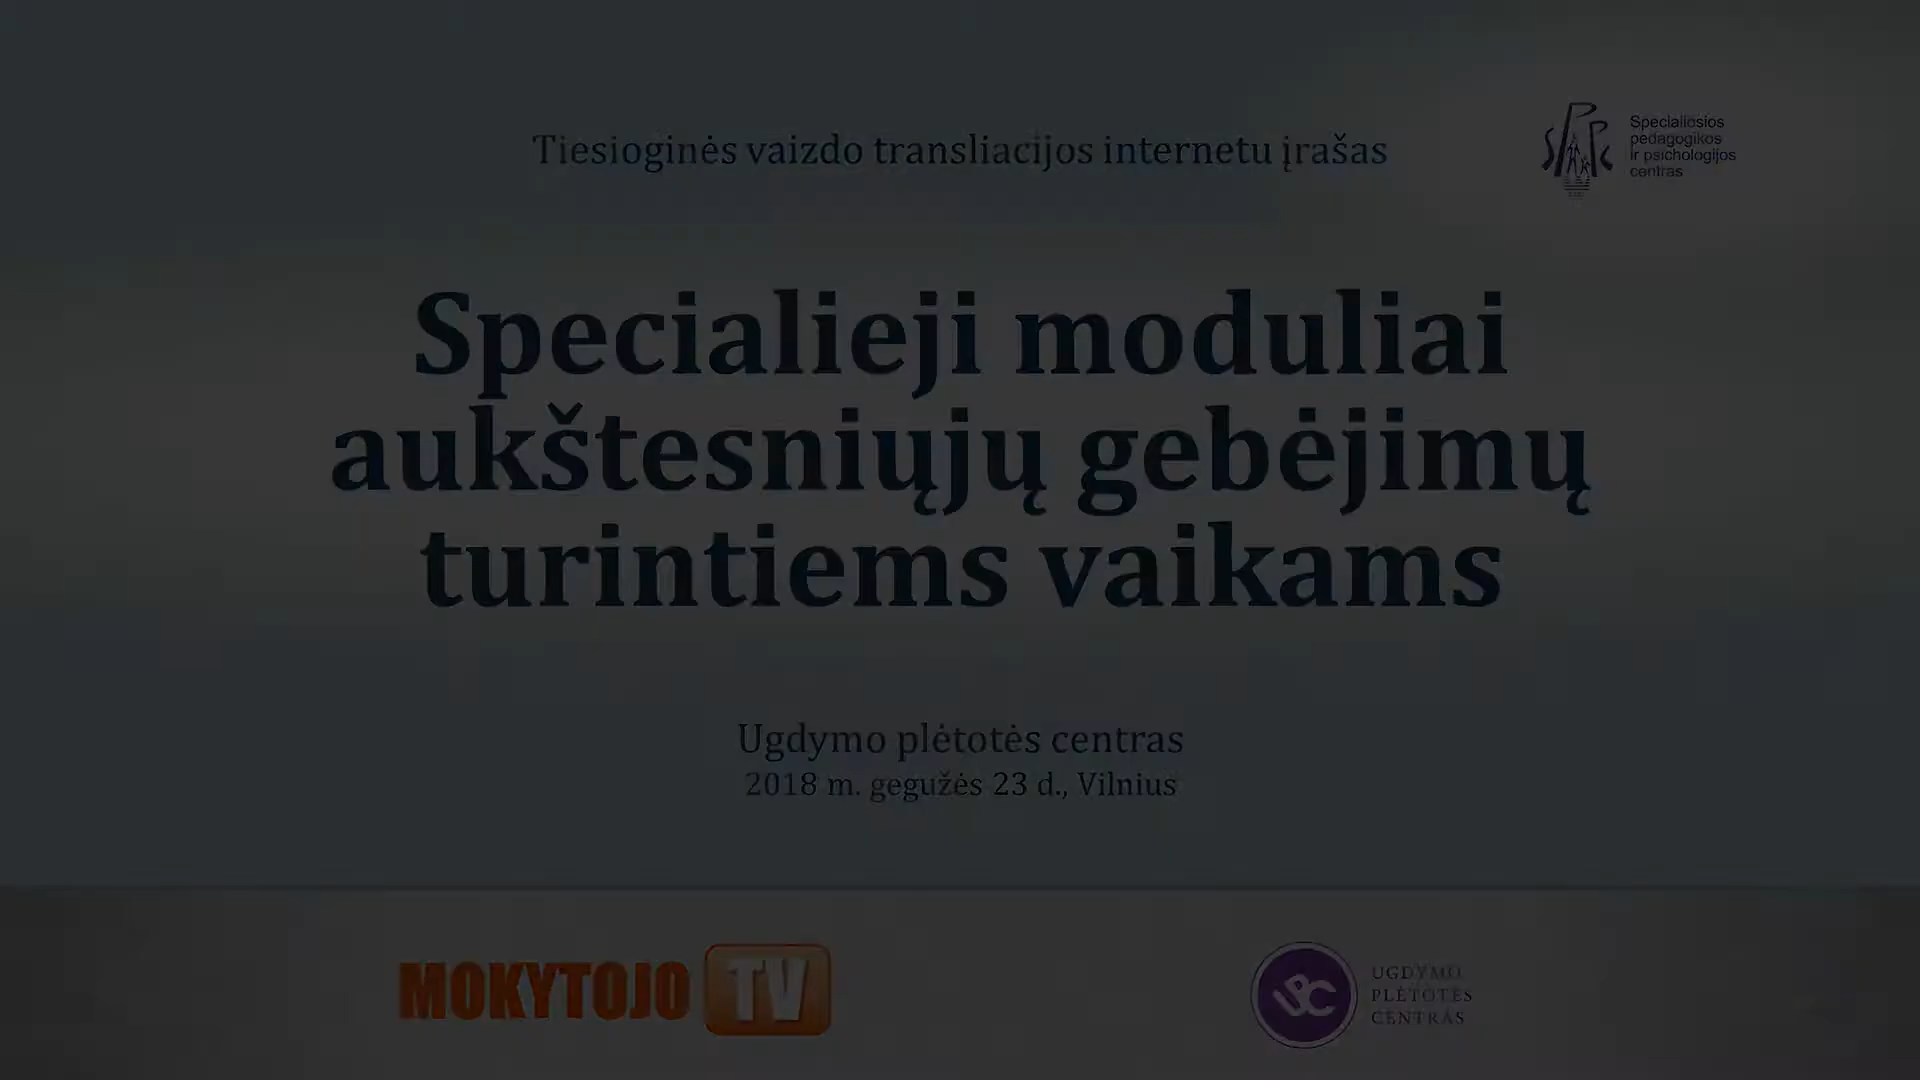 Tiesioginės vaizdo transliacijos internetu įrašas
Specialiosios
pedagogikos
ir psichologijos
centras
Specialieji moduliai
aukštesniųjų gebėjimų
turintiems vaikams
Ugdymo plėtotės centras
2018 m. gegužės 23 d., Vilnius
MOKYTOJO TV
UPC
UGDYMO
PLĖTOTĖS
CENTRAS